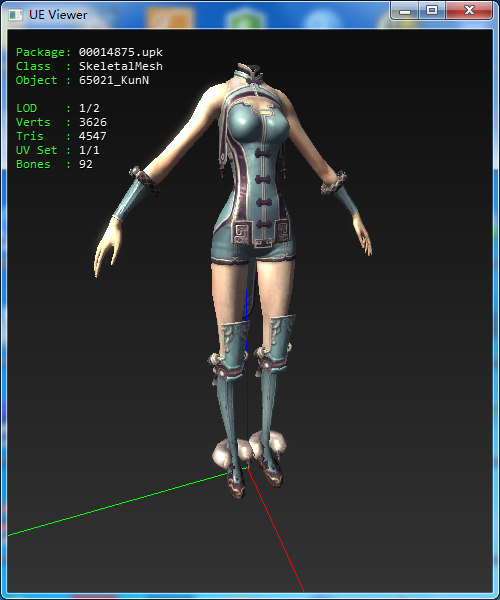 UE Viewer
Package: 00014875.upk
Class : SkeletalMesh
Object : 65021_KunN
LOD : 1/2
Verts : 3626
Tris : 4547
UV Set : 1/1
Bones : 92